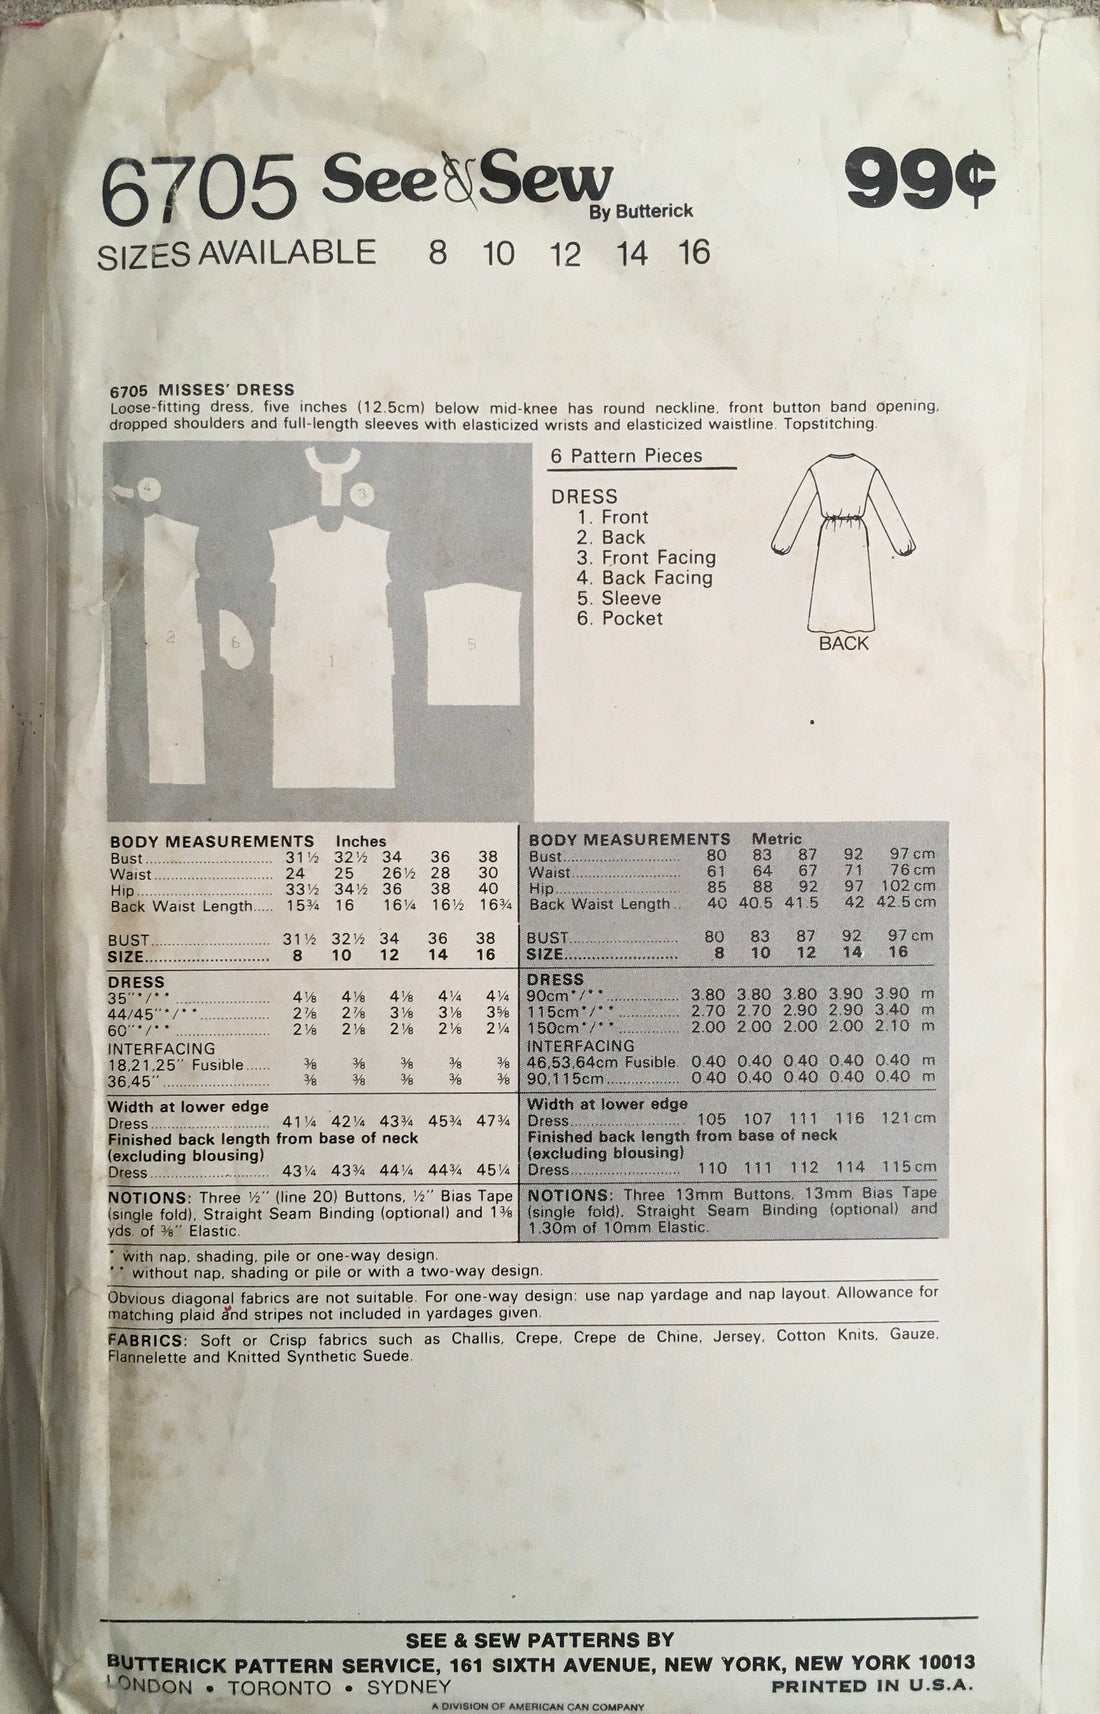 6705 See & Sew 99¢
By Butterick
SIZES AVAILABLE 8 10 12 14 16
6705 MISSES' DRESS
Loose-fitting dress, five inches (12.5cm) below mid-knee has round neckline, front button band opening,
dropped shoulders and full-length sleeves with elasticized wrists and elasticized waistline. Topstitching.
4
3
2
6
1
5
6 Pattern Pieces
DRESS
1. Front
2. Back
3. Front Facing
4. Back Facing
5. Sleeve
6. Pocket
BACK
BODY MEASUREMENTS Inches
Bust 31½ 32½ 34 36 38
Waist 24 25 26½ 28 30
Hip 33½ 34½ 36 38 40
Back Waist Length 15¾ 16 16¼ 16½ 16¾
BUST 31½ 32½ 34 36 38
SIZE 8 10 12 14 16
DRESS
35"*/** 4⅛ 4⅛ 4⅛ 4¼ 4¼
44/45"*/** 2⅞ 2⅞ 3⅛ 3⅛ 3⅝
60"*/** 2⅛ 2⅛ 2⅛ 2⅛ 2¼
INTERFACING
18,21,25" Fusible ⅜ ⅜ ⅜ ⅜ ⅜
36,45" ⅜ ⅜ ⅜ ⅜ ⅜
Width at lower edge
Dress 41¼ 42¼ 43¾ 45¾ 47¾
Finished back length from base of neck
(excluding blousing)
Dress 43¼ 43¾ 44¼ 44¾ 45¼
NOTIONS: Three ½" (line 20) Buttons, ½" Bias Tape
(single fold), Straight Seam Binding (optional) and 1⅜
yds. of ⅜" Elastic.
BODY MEASUREMENTS Metric
Bust 80 83 87 92 97 cm
Waist 61 64 67 71 76 cm
Hip 85 88 92 97 102 cm
Back Waist Length 40 40.5 41.5 42 42.5 cm
BUST 80 83 87 92 97 cm
SIZE 8 10 12 14 16
DRESS
90cm*/** 3.80 3.80 3.80 3.90 3.90 m
115cm*/** 2.70 2.70 2.90 2.90 3.40 m
150cm*/** 2.00 2.00 2.00 2.00 2.10 m
INTERFACING
46,53,64cm Fusible 0.40 0.40 0.40 0.40 0.40 m
90,115cm 0.40 0.40 0.40 0.40 0.40 m
Width at lower edge
Dress 105 107 111 116 121 cm
Finished back length from base of neck
(excluding blousing)
Dress 110 111 112 114 115 cm
NOTIONS: Three 13mm Buttons, 13mm Bias Tape
(single fold), Straight Seam Binding (optional) and
1.30m of 10mm Elastic.
* with nap, shading, pile or one-way design.
** without nap, shading or pile or with a two-way design.
Obvious diagonal fabrics are not suitable. For one-way design: use nap yardage and nap layout. Allowance for
matching plaid and stripes not included in yardages given.
FABRICS: Soft or Crisp fabrics such as Challis, Crepe, Crepe de Chine, Jersey, Cotton Knits, Gauze,
Flannelette and Knitted Synthetic Suede.
SEE & SEW PATTERNS BY
BUTTERICK PATTERN SERVICE, 161 SIXTH AVENUE, NEW YORK, NEW YORK 10013
LONDON • TORONTO • SYDNEY PRINTED IN U.S.A.
A DIVISION OF AMERICAN CAN COMPANY